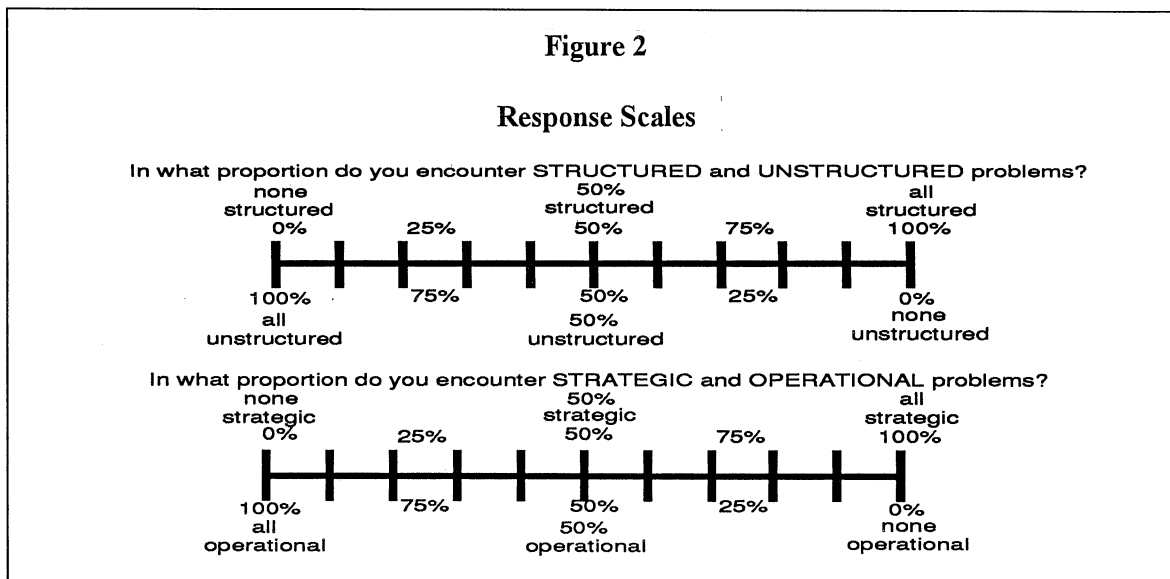 Figure 2
Response Scales
In what proportion do you encounter STRUCTURED and UNSTRUCTURED problems?
none 50% all
structured structured structured
0% 25% 50% 75% 100%
100% 75% 50% 25% 0%
all 50% none
unstructured unstructured unstructured
In what proportion do you encounter STRATEGIC and OPERATIONAL problems?
none 50% all
strategic strategic strategic
0% 25% 50% 75% 100%
100% 75% 50% 25% 0%
all 50% none
operational operational operational